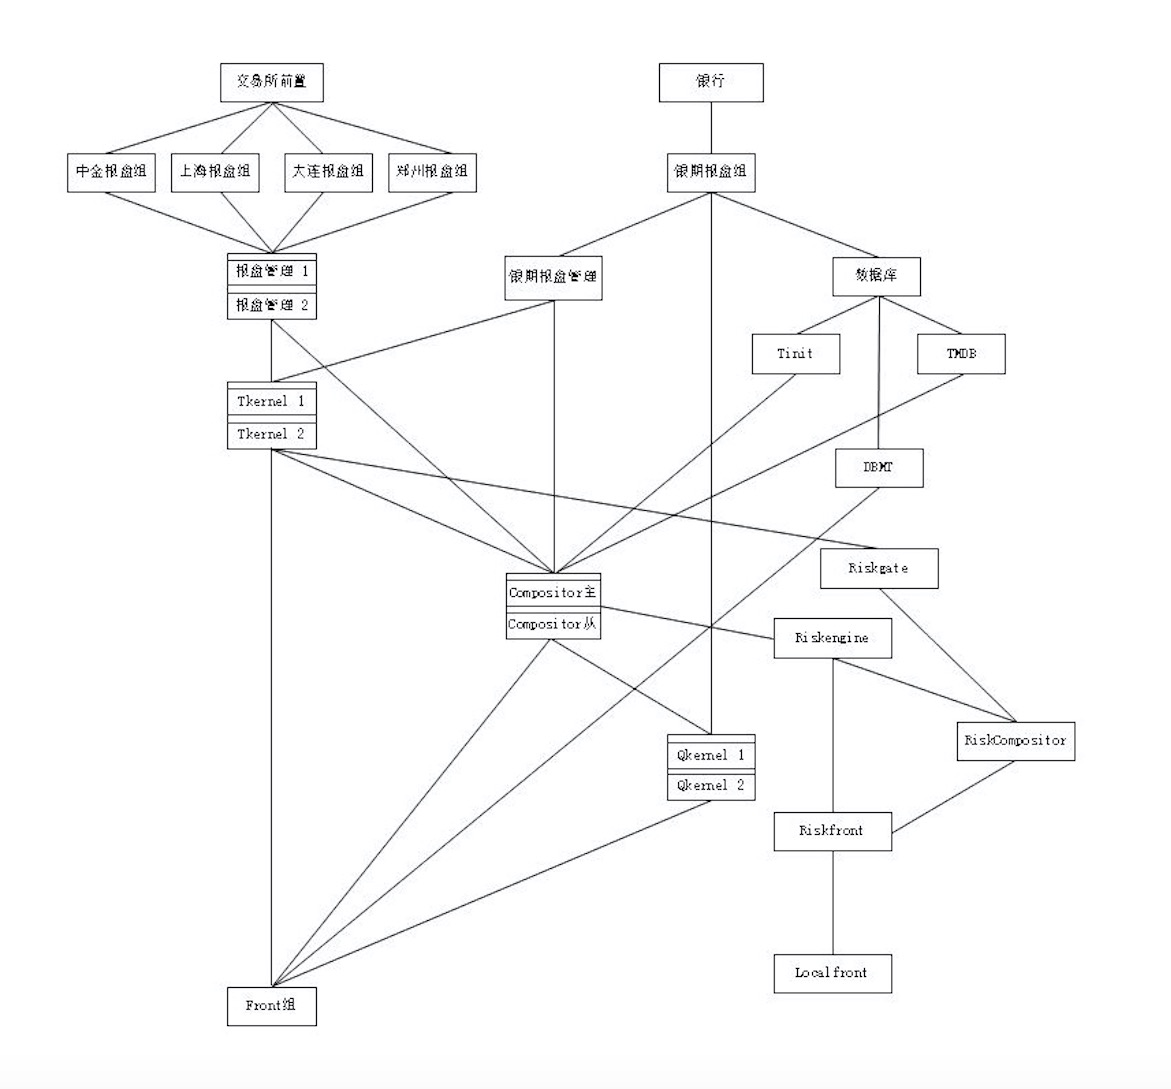 交易所前置
银行
中金报盘组
上海报盘组
大连报盘组
郑州报盘组
银期报盘组
报盘管理 1
报盘管理 2
银期报盘管理
数据库
Tinit
TMDB
Tkernel 1
Tkernel 2
DBMT
Riskgate
Compositor主
Compositor从
Riskengine
RiskCompositor
Qkernel 1
Qkernel 2
Riskfront
Localfront
Front组